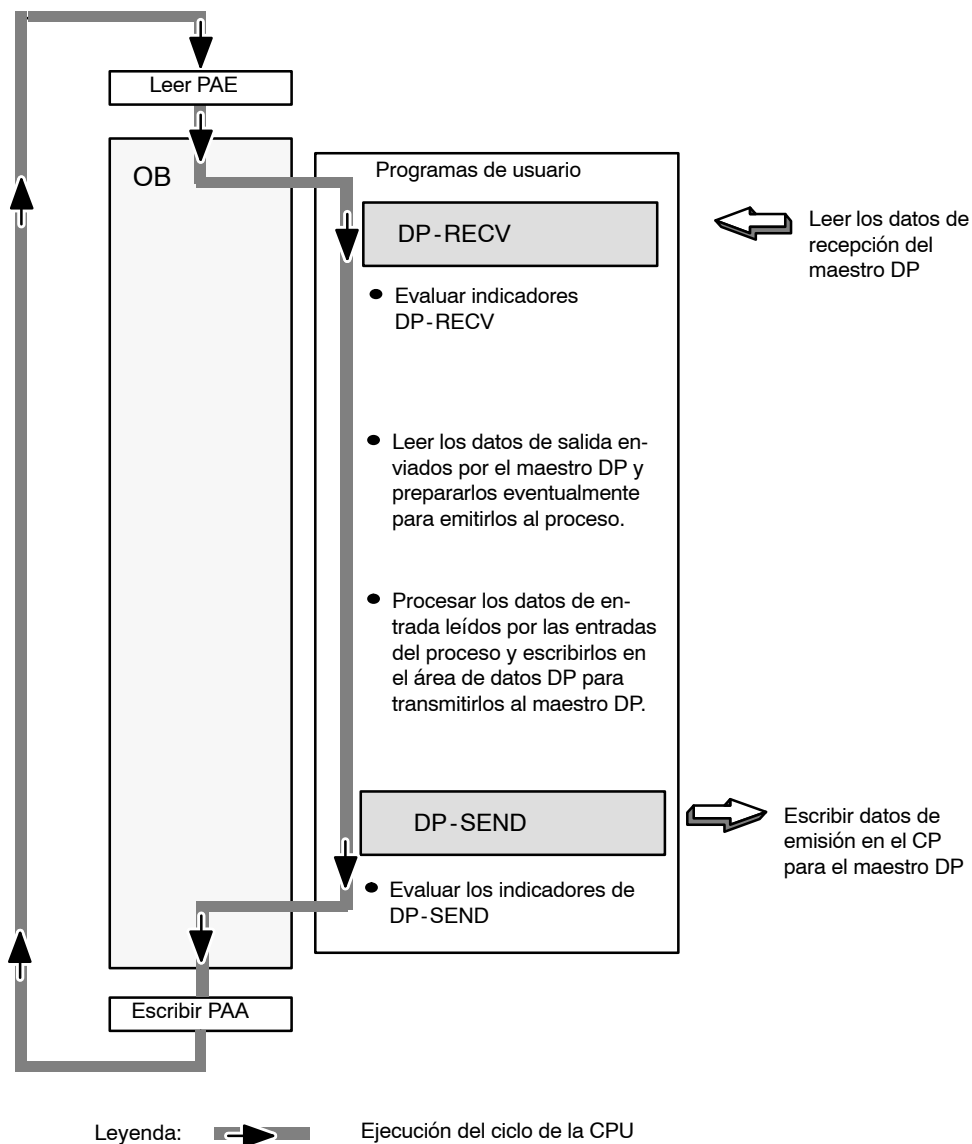 Leer PAE
OB
Programas de usuario
DP-RECV
Leer los datos de
recepción del
maestro DP
• Evaluar indicadores
DP-RECV
• Leer los datos de salida en-
viados por el maestro DP y
prepararlos eventualmente
para emitirlos al proceso.
• Procesar los datos de en-
trada leídos por las entradas
del proceso y escribirlos en
el área de datos DP para
transmitirlos al maestro DP.
DP-SEND
Escribir datos de
emisión en el CP
para el maestro DP
• Evaluar los indicadores de
DP-SEND
Escribir PAA
Leyenda:
Ejecución del ciclo de la CPU